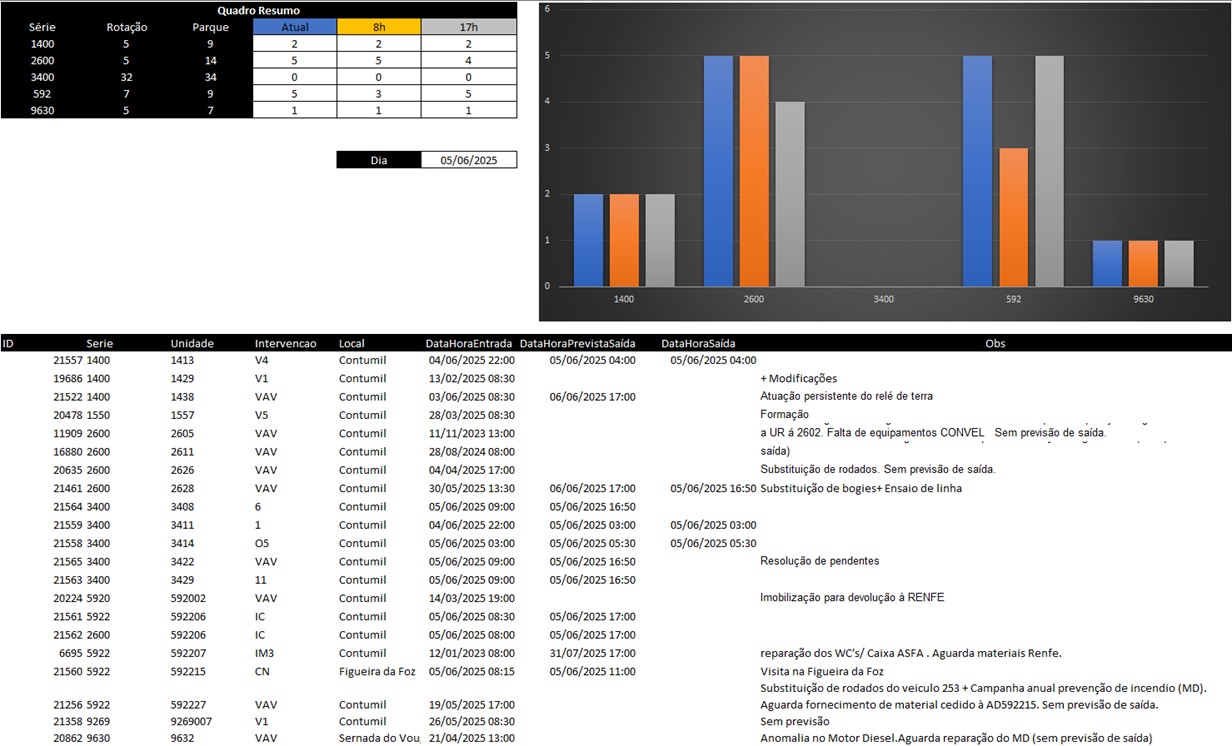 Quadro Resumo
Série Rotação Parque Atual 8h 17h
1400 5 9 2 2 2
2600 5 14 5 5 4
3400 32 34 0 0 0
592 7 9 5 3 5
9630 5 7 1 1 1
Dia 05/06/2025
6
5
4
3
2
1
0
1400 2600 3400 592 9630
ID Serie Unidade Intervencao Local DataHoraEntrada DataHoraPrevistaSaída DataHoraSaída Obs
21557 1400 1413 V4 Contumil 04/06/2025 22:00 05/06/2025 04:00 05/06/2025 04:00
19686 1400 1429 V1 Contumil 13/02/2025 08:30 + Modificações
21522 1400 1438 VAV Contumil 03/06/2025 08:30 06/06/2025 17:00 Atuação persistente do relé de terra
20478 1550 1557 V5 Contumil 28/03/2025 08:30 Formação
11909 2600 2605 VAV Contumil 11/11/2023 13:00 a UR á 2602. Falta de equipamentos CONVEL Sem previsão de saída.
16880 2600 2611 VAV Contumil 28/08/2024 08:00 saída)
20635 2600 2626 VAV Contumil 04/04/2025 17:00 Substituição de rodados. Sem previsão de saída.
21461 2600 2628 VAV Contumil 30/05/2025 13:30 06/06/2025 17:00 05/06/2025 16:50 Substituição de bogies+ Ensaio de linha
21564 3400 3408 6 Contumil 05/06/2025 09:00 05/06/2025 16:50
21559 3400 3411 1 Contumil 04/06/2025 22:00 05/06/2025 03:00 05/06/2025 03:00
21558 3400 3414 O5 Contumil 05/06/2025 03:00 05/06/2025 05:30 05/06/2025 05:30
21565 3400 3422 VAV Contumil 05/06/2025 09:00 05/06/2025 16:50 Resolução de pendentes
21563 3400 3429 11 Contumil 05/06/2025 09:00 05/06/2025 16:50
20224 5920 592002 VAV Contumil 14/03/2025 19:00 Imobilização para devolução à RENFE
21561 5922 592206 IC Contumil 05/06/2025 08:30 05/06/2025 17:00
21562 2600 592206 IC Contumil 05/06/2025 08:00 05/06/2025 17:00
6695 5922 592207 IM3 Contumil 12/01/2023 08:00 31/07/2025 17:00 reparação dos WC's/ Caixa ASFA . Aguarda materiais Renfe.
21560 5922 592215 CN Figueira da Foz 05/06/2025 08:15 05/06/2025 11:00 Visita na Figueira da Foz
Substituição de rodados do veiculo 253 + Campanha anual prevenção de incendio (MD).
21256 5922 592227 VAV Contumil 19/05/2025 17:00 Aguarda fornecimento de material cedido à AD592215. Sem previsão de saída.
21358 9269 9269007 V1 Contumil 26/05/2025 08:30 Sem previsão
20862 9630 9632 VAV Sernada do Vou 21/04/2025 13:00 Anomalia no Motor Diesel.Aguarda reparação do MD (sem previsão de saída)